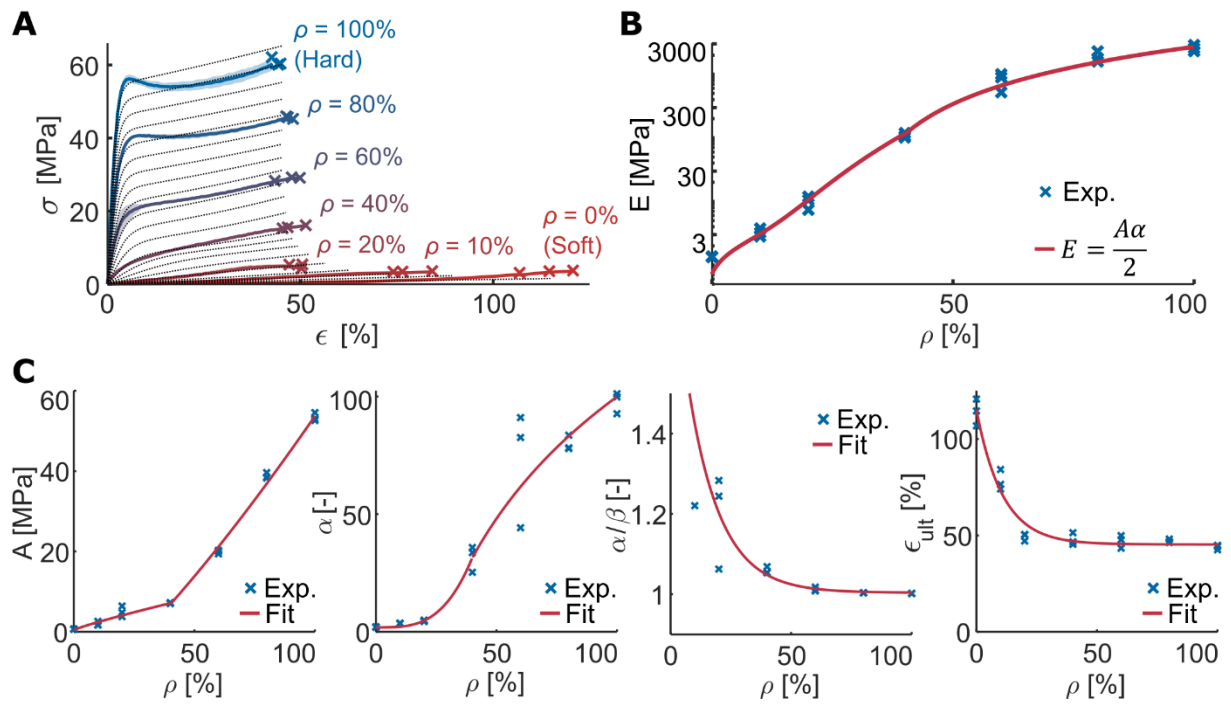 A
60
40
20
0
σ [MPa]
0
50
100
ϵ [%]
ρ = 100%
(Hard)
ρ = 80%
ρ = 60%
ρ = 40%
ρ = 20%
ρ = 10%
ρ = 0%
(Soft)
B
3000
300
30
3
E [MPa]
0
50
100
ρ [%]
Exp.
E = Aα/2
C
60
40
20
0
A [MPa]
0
50
100
ρ [%]
Exp.
Fit
100
50
0
α [-]
0
50
100
ρ [%]
Exp.
Fit
1.4
1.2
1
α/β [-]
0
50
100
ρ [%]
Exp.
Fit
100
50
0
ϵult [%]
0
50
100
ρ [%]
Exp.
Fit